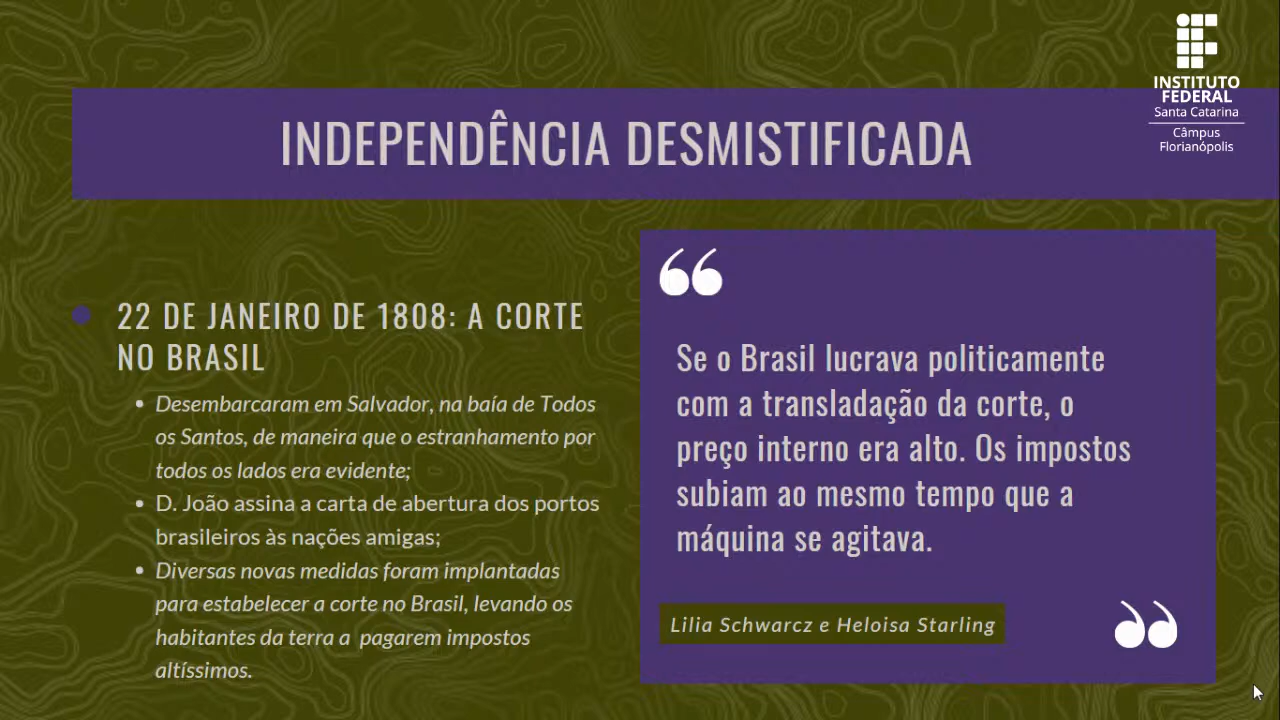 INSTITUTO
FEDERAL
Santa Catarina
Câmpus
Florianópolis
INDEPENDÊNCIA DESMISTIFICADA
22 DE JANEIRO DE 1808: A CORTE
NO BRASIL
• Desembarcaram em Salvador, na baía de Todos
os Santos, de maneira que o estranhamento por
todos os lados era evidente;
• D. João assina a carta de abertura dos portos
brasileiros às nações amigas;
• Diversas novas medidas foram implantadas
para estabelecer a corte no Brasil, levando os
habitantes da terra a pagarem impostos
altíssimos.
“
Se o Brasil lucrava politicamente
com a transladação da corte, o
preço interno era alto. Os impostos
subiam ao mesmo tempo que a
máquina se agitava.
Lilia Schwarcz e Heloisa Starling
”